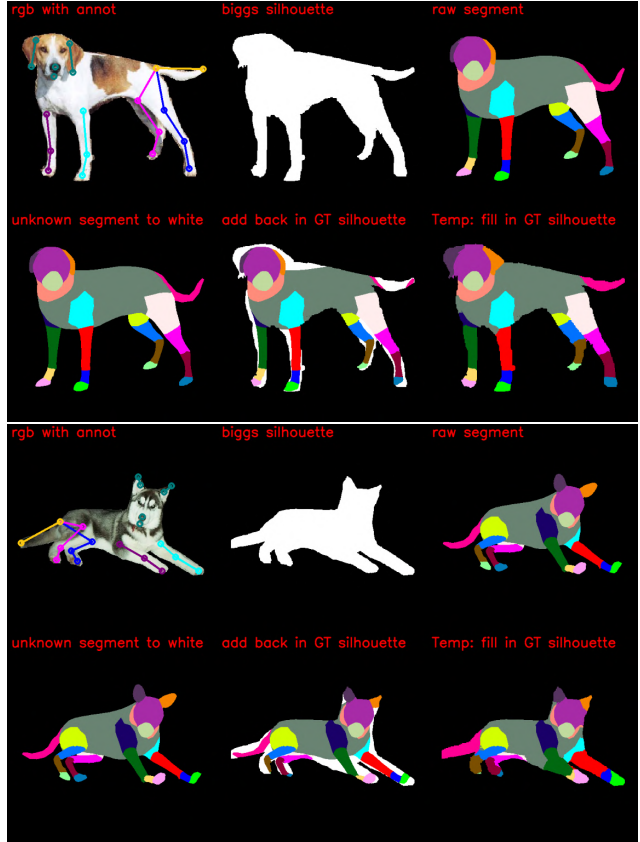 rgb with annot
biggs silhouette
raw segment
unknown segment to white
add back in GT silhouette
Temp: fill in GT silhouette
rgb with annot
biggs silhouette
raw segment
unknown segment to white
add back in GT silhouette
Temp: fill in GT silhouette